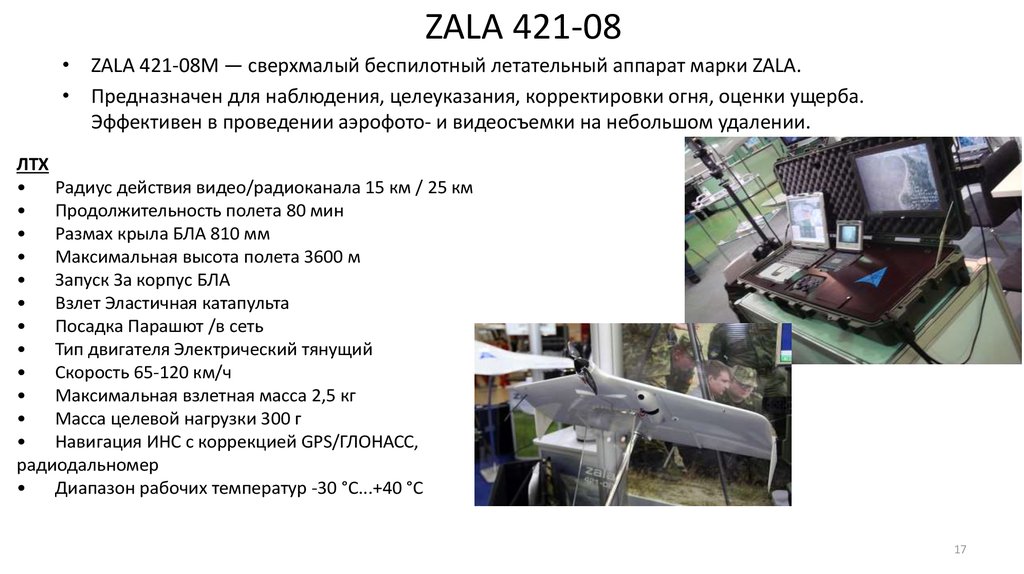 ZALA 421-08
• ZALA 421-08М — сверхмалый беспилотный летательный аппарат марки ZALA.
• Предназначен для наблюдения, целеуказания, корректировки огня, оценки ущерба.
Эффективен в проведении аэрофото- и видеосъемки на небольшом удалении.
ЛТХ
• Радиус действия видео/радиоканала 15 км / 25 км
• Продолжительность полета 80 мин
• Размах крыла БЛА 810 мм
• Максимальная высота полета 3600 м
• Запуск За корпус БЛА
• Взлет Эластичная катапульта
• Посадка Парашют /в сеть
• Тип двигателя Электрический тянущий
• Скорость 65-120 км/ч
• Максимальная взлетная масса 2,5 кг
• Масса целевой нагрузки 300 г
• Навигация ИНС с коррекцией GPS/ГЛОНАСС,
радиодальномер
• Диапазон рабочих температур -30 °C...+40 °C
zala
17